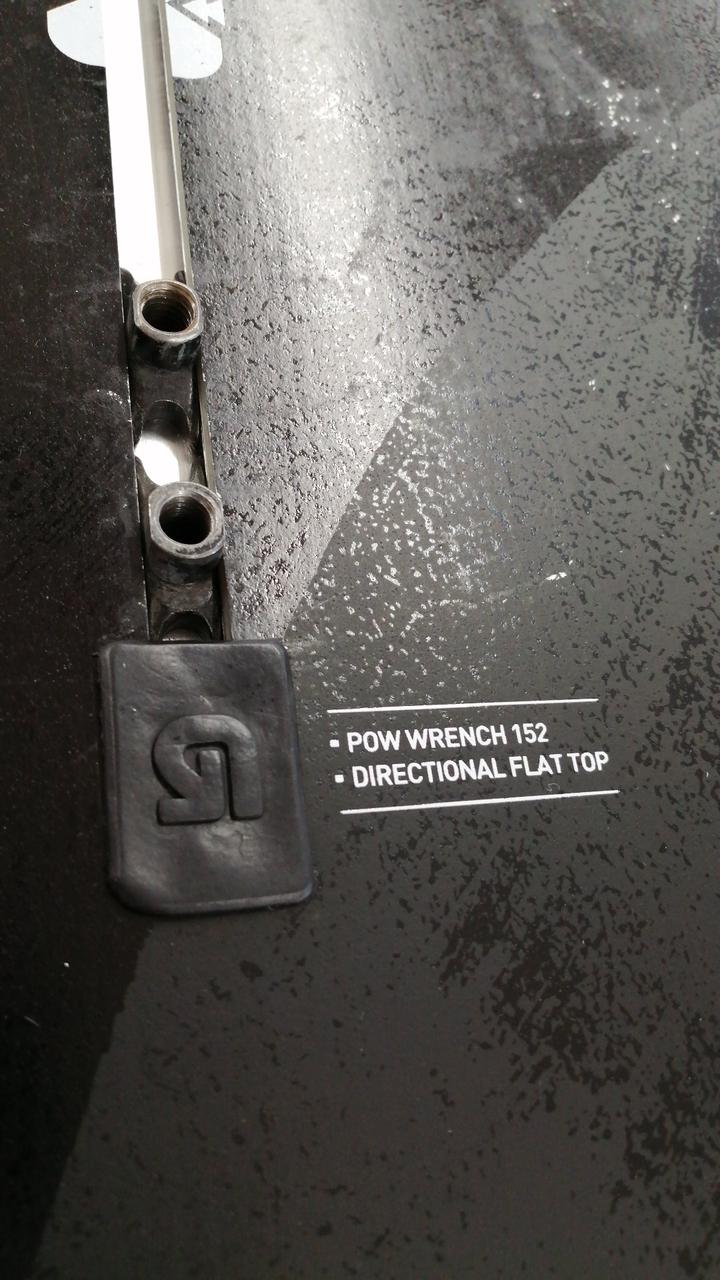 ▪ POW WRENCH 152
▪ DIRECTIONAL FLAT TOP